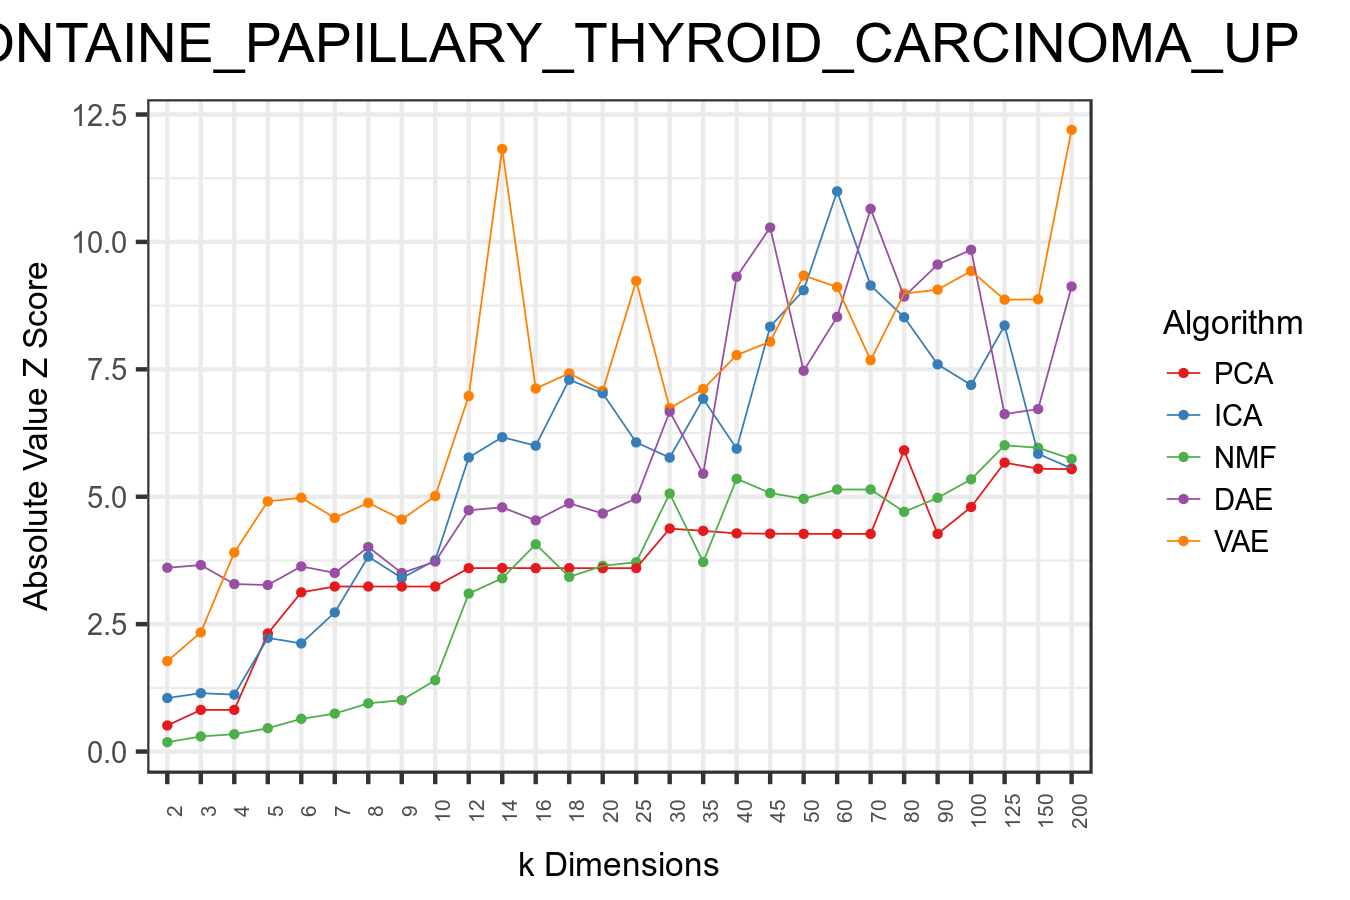 ONTAINE_PAPILLARY_THYROID_CARCINOMA_UP
12.5
10.0
7.5
5.0
2.5
0.0
Absolute Value Z Score
2 3 4 5 6 7 8 9 10 12 14 16 18 20 25 30 35 40 45 50 60 70 80 90 100 125 150 200
k Dimensions
Algorithm
PCA
ICA
NMF
DAE
VAE